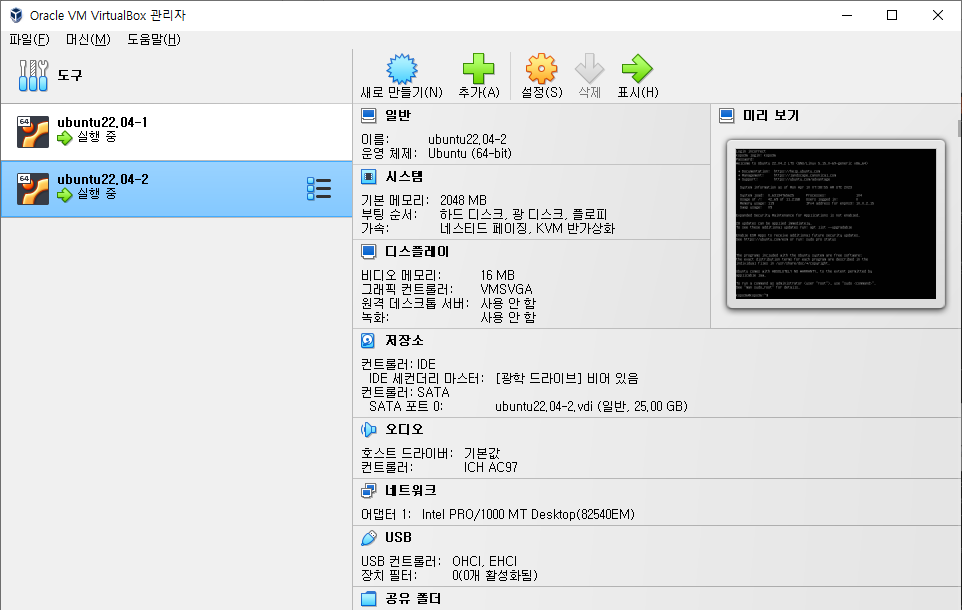 Oracle VM VirtualBox 관리자
파일(F) 머신(M) 도움말(H)
도구
새로 만들기(N) 추가(A) 설정(S) 삭제 표시(H)
64
ubuntu22,04-1
실행 중
64
ubuntu22,04-2
실행 중
일반
이름: ubuntu22,04-2
운영 체제: Ubuntu (64-bit)
시스템
기본 메모리: 2048 MB
부팅 순서: 하드 디스크, 광 디스크, 플로피
가속: 네스티드 페이징, KVM 반가상화
디스플레이
비디오 메모리: 16 MB
그래픽 컨트롤러: VMSVGA
원격 데스크톱 서버: 사용 안 함
녹화: 사용 안 함
미리 보기
저장소
컨트롤러: IDE
IDE 세컨더리 마스터: [광학 드라이브] 비어 있음
컨트롤러: SATA
SATA 포트 0: ubuntu22,04-2,vdi (일반, 25,00 GB)
오디오
호스트 드라이버: 기본값
컨트롤러: ICH AC97
네트워크
어댑터 1: Intel PRO/1000 MT Desktop(82540EM)
USB
USB 컨트롤러: OHCI, EHCI
장치 필터: 0(0개 활성화됨)
공유 폴더